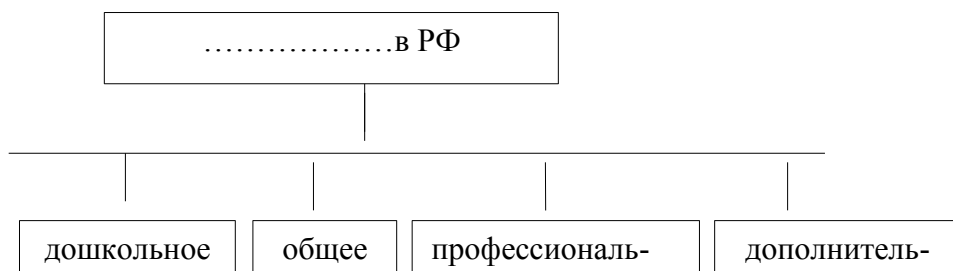 ………………в РФ
дошкольное общее профессиональ- дополнитель-